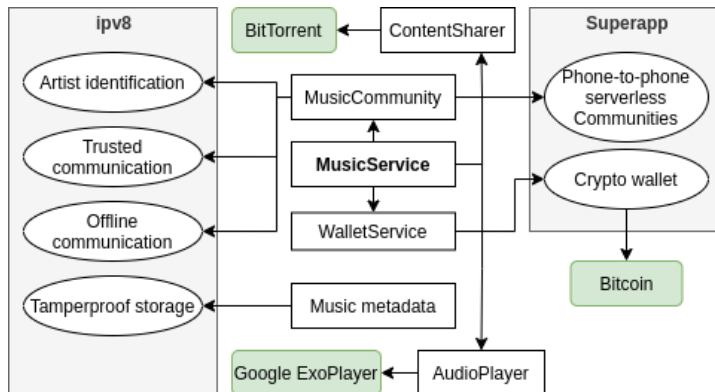 ipv8
BitTorrent
ContentSharer
Superapp
Artist identification
MusicCommunity
Phone-to-phone
serverless
Communities
Trusted
communication
MusicService
Crypto wallet
Offline
communication
WalletService
Tamperproof storage
Music metadata
Bitcoin
Google ExoPlayer
AudioPlayer